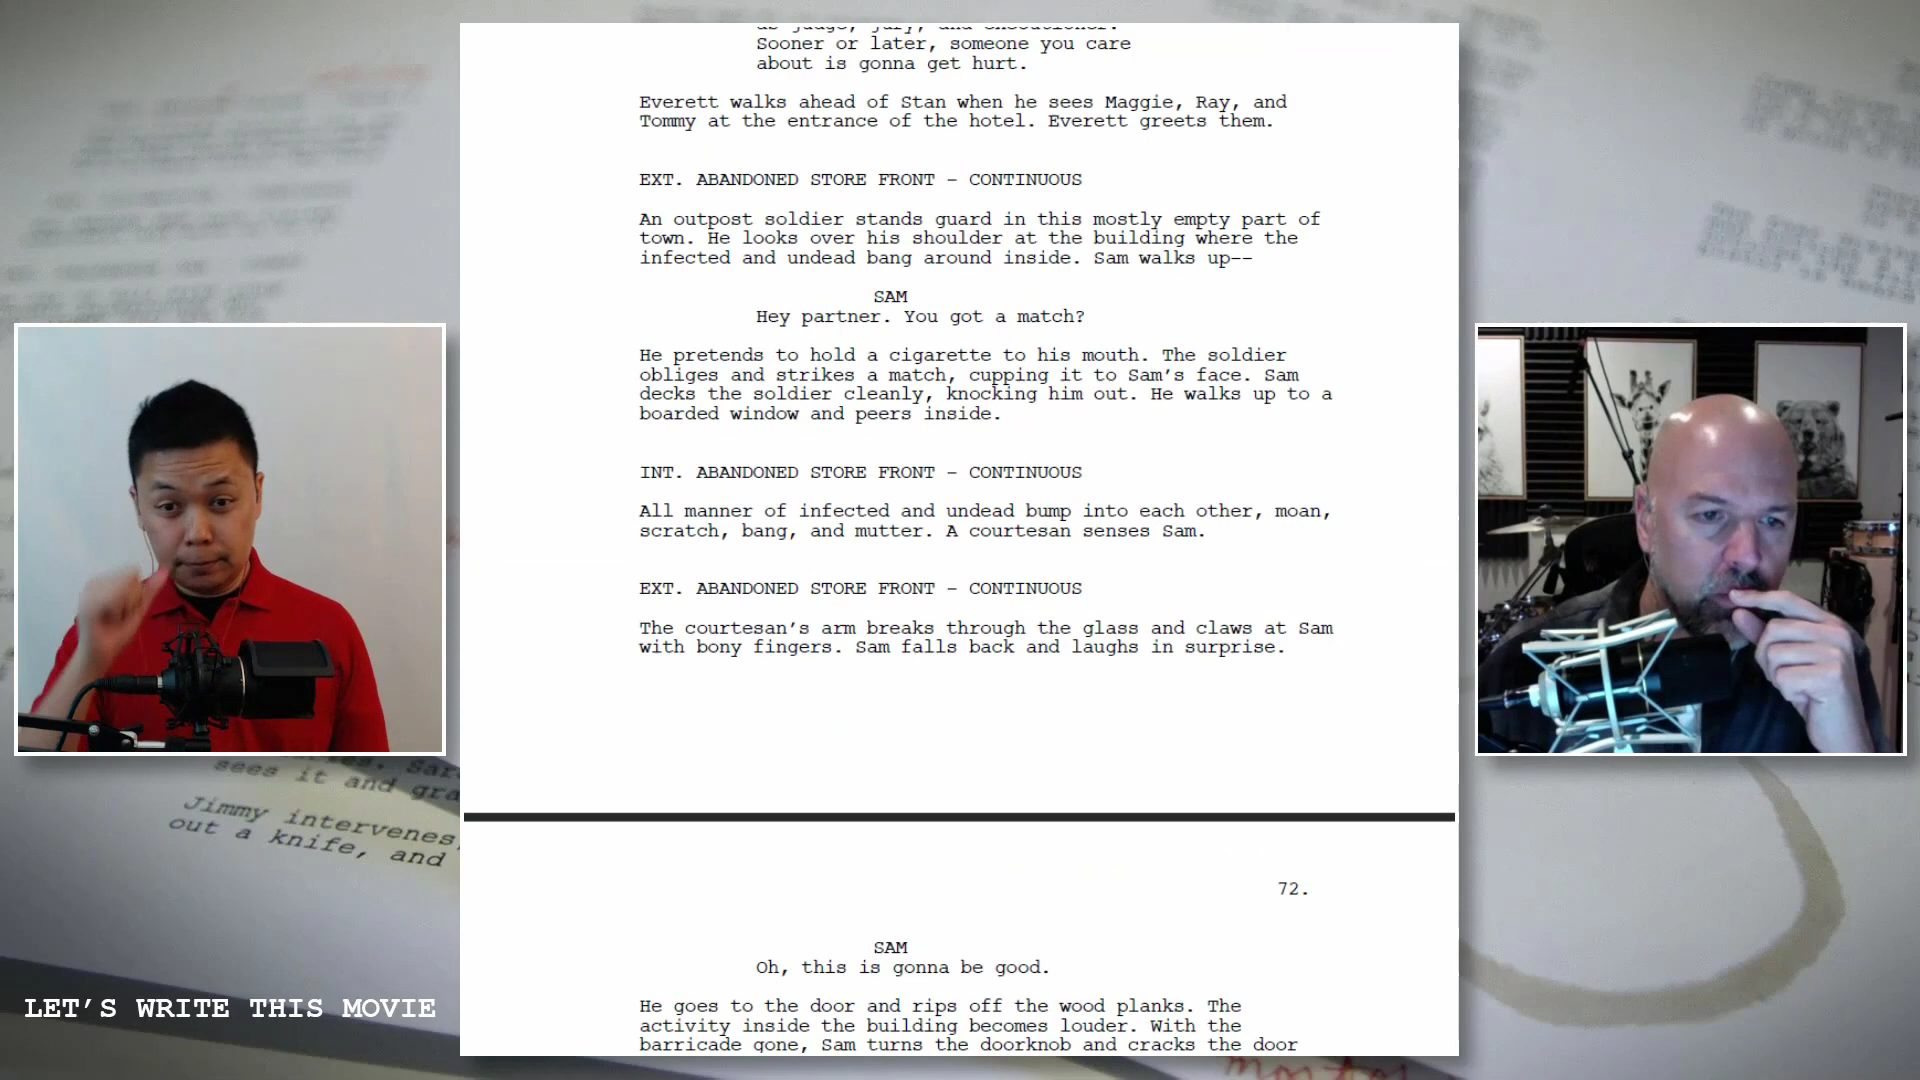 Sooner or later, someone you care
about is gonna get hurt.
Everett walks ahead of Stan when he sees Maggie, Ray, and
Tommy at the entrance of the hotel. Everett greets them.
EXT. ABANDONED STORE FRONT - CONTINUOUS
An outpost soldier stands guard in this mostly empty part of
town. He looks over his shoulder at the building where the
infected and undead bang around inside. Sam walks up--
SAM
Hey partner. You got a match?
He pretends to hold a cigarette to his mouth. The soldier
obliges and strikes a match, cupping it to Sam's face. Sam
decks the soldier cleanly, knocking him out. He walks up to a
boarded window and peers inside.
INT. ABANDONED STORE FRONT - CONTINUOUS
All manner of infected and undead bump into each other, moan,
scratch, bang, and mutter. A courtesan senses Sam.
EXT. ABANDONED STORE FRONT - CONTINUOUS
The courtesan's arm breaks through the glass and claws at Sam
with bony fingers. Sam falls back and laughs in surprise.
72.
SAM
Oh, this is gonna be good.
He goes to the door and rips off the wood planks. The
activity inside the building becomes louder. With the
barricade gone, Sam turns the doorknob and cracks the door
sees it and
Jimmy intervenes
out a knife, and
LET'S WRITE THIS MOVIE